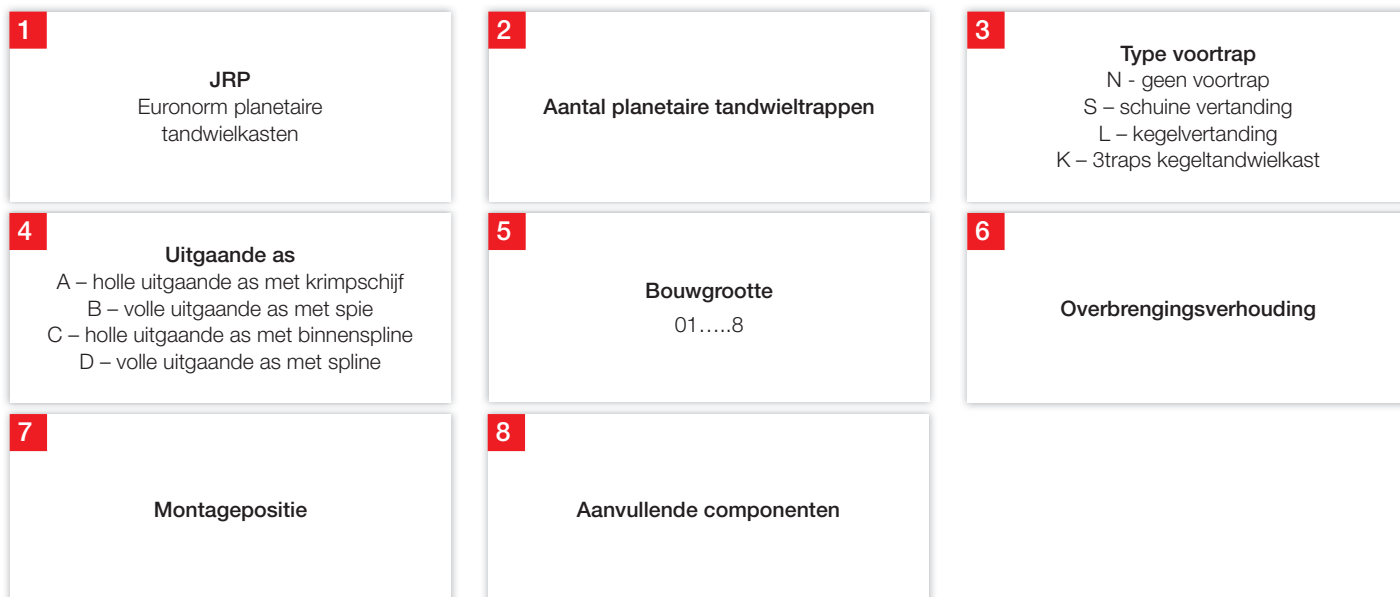 1
JRP
Euronorm planetaire
tandwielkasten
2
Aantal planetaire tandwieltrappen
3
Type voortrap
N - geen voortrap
S – schuine vertanding
L – kegelvertanding
K – 3traps kegeltandwielkast
4
Uitgaande as
A – holle uitgaande as met krimpschijf
B – volle uitgaande as met spie
C – holle uitgaande as met binnenspline
D – volle uitgaande as met spline
5
Bouwgrootte
01.....8
6
Overbrengingsverhouding
7
Montagepositie
8
Aanvullende componenten